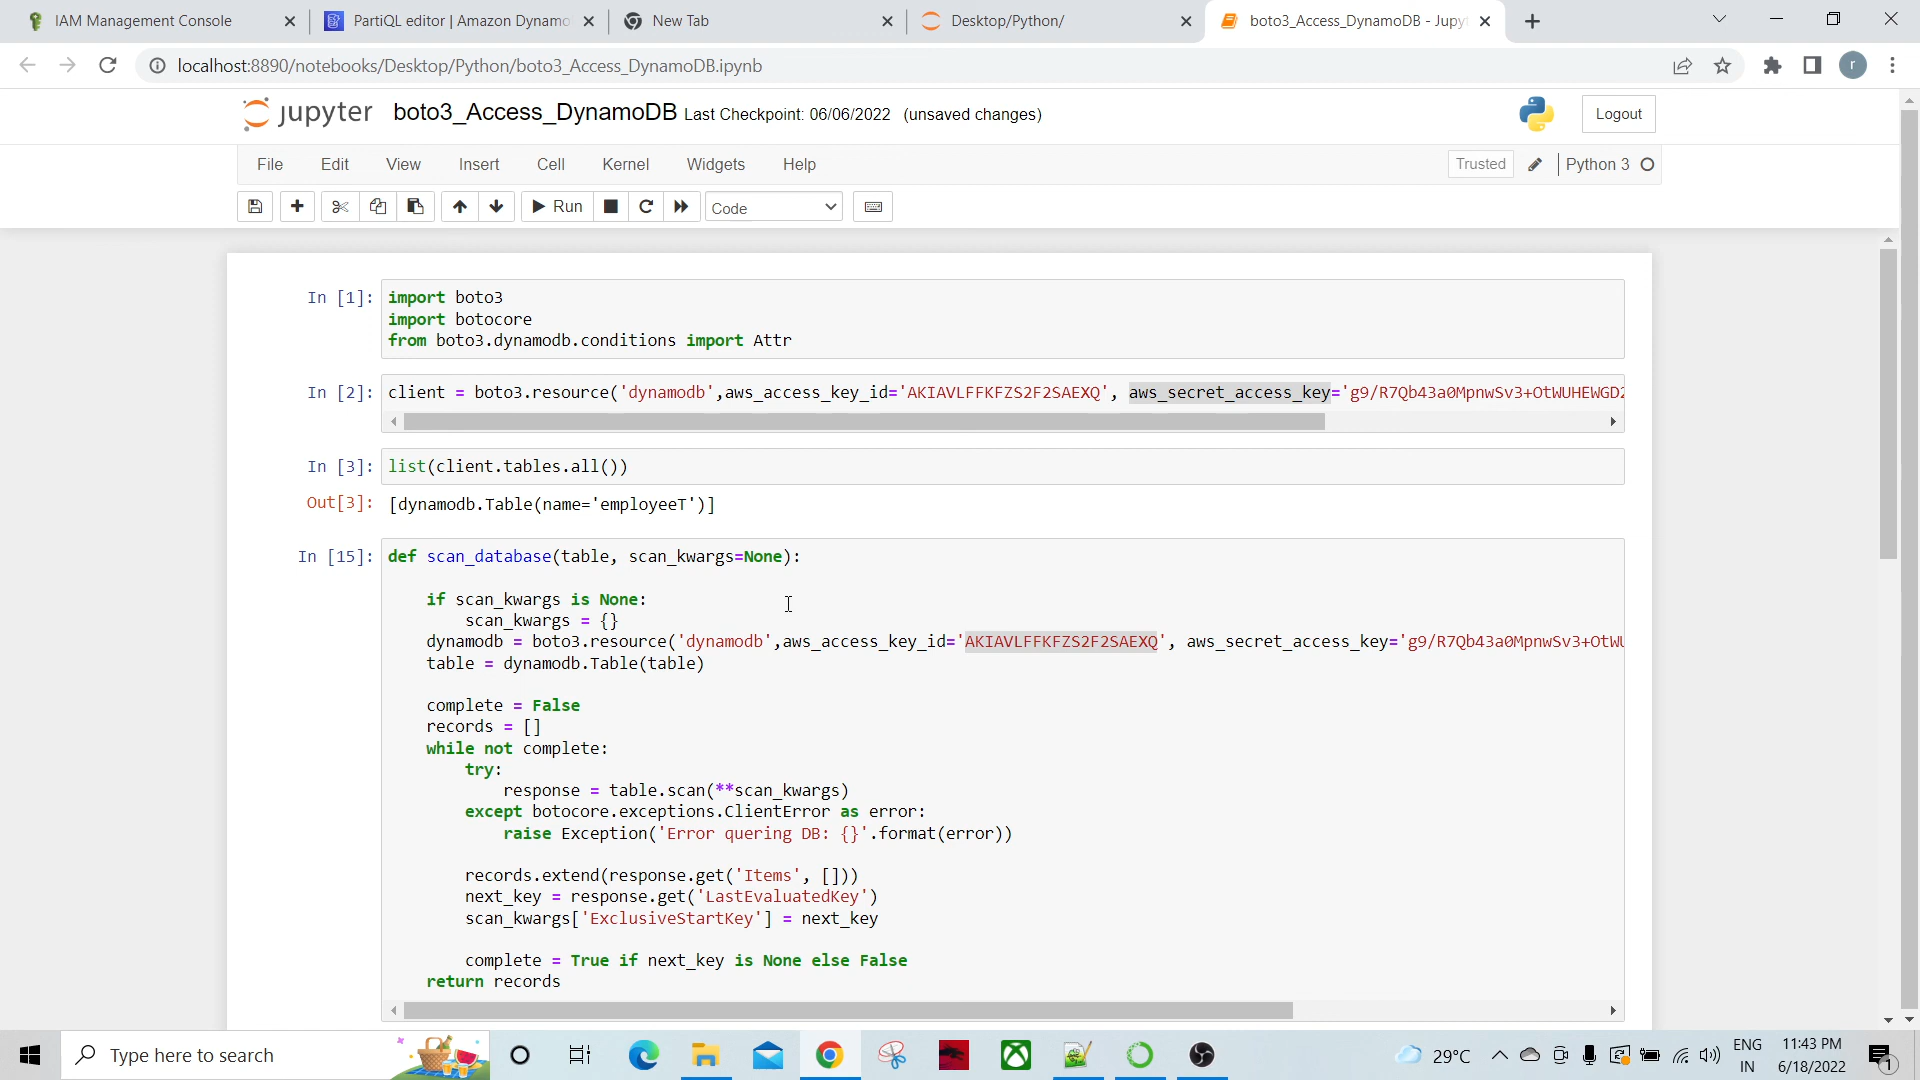 IAM Management Console
PartiQL editor | Amazon Dynamo
New Tab
Desktop/Python/
boto3_Access_DynamoDB - Jupy
localhost:8890/notebooks/Desktop/Python/boto3_Access_DynamoDB.ipynb
r
jupyter boto3_Access_DynamoDB Last Checkpoint: 06/06/2022 (unsaved changes)
Logout
File Edit View Insert Cell Kernel Widgets Help
Trusted
Python 3
Run
Code
In [1]: import boto3
import botocore
from boto3.dynamodb.conditions import Attr
In [2]: client = boto3.resource('dynamodb',aws_access_key_id='AKIAVLFFKFZS2F2SAEXQ', aws_secret_access_key='g9/R7Qb43a0MpnwSv3+OtWUHEWGD2
In [3]: list(client.tables.all())
Out[3]: [dynamodb.Table(name='employeeT')]
In [15]: def scan_database(table, scan_kwargs=None):
if scan_kwargs is None:
scan_kwargs = {}
dynamodb = boto3.resource('dynamodb',aws_access_key_id='AKIAVLFFKFZS2F2SAEXQ', aws_secret_access_key='g9/R7Qb43a0MpnwSv3+OtWU
table = dynamodb.Table(table)
complete = False
records = []
while not complete:
try:
response = table.scan(**scan_kwargs)
except botocore.exceptions.ClientError as error:
raise Exception('Error quering DB: {}'.format(error))
records.extend(response.get('Items', []))
next_key = response.get('LastEvaluatedKey')
scan_kwargs['ExclusiveStartKey'] = next_key
complete = True if next_key is None else False
return records
Type here to search
29°C
ENG
IN
11:43 PM
6/18/2022
1